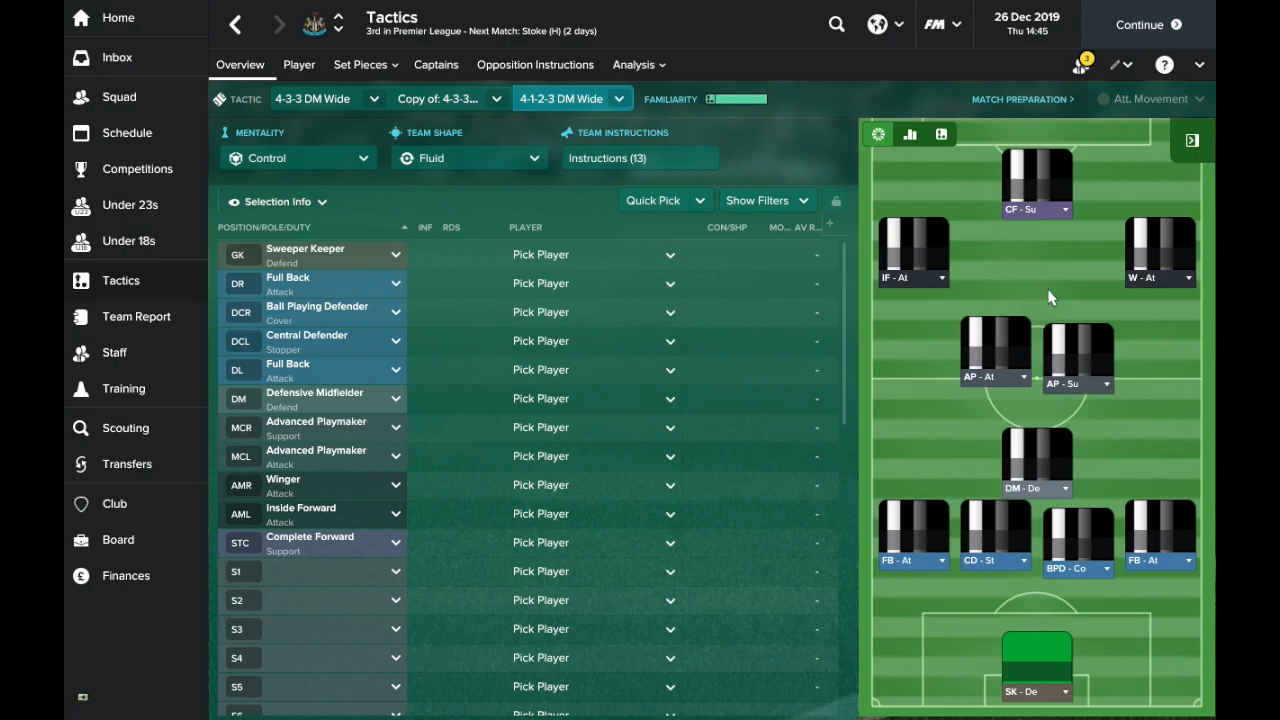 Home
Inbox
Squad
Schedule
Competitions
U23
Under 23s
U18
Under 18s
Tactics
Team Report
Staff
Training
Scouting
Transfers
Club
Board
Finances
Tactics
3rd in Premier League - Next Match: Stoke (H) (2 days)
FM
26 Dec 2019
Thu 14:45
Continue
Overview Player Set Pieces Captains Opposition Instructions Analysis
3
?
TACTIC 4-3-3 DM Wide Copy of: 4-3-3... 4-1-2-3 DM Wide FAMILIARITY
MATCH PREPARATION > Att. Movement
MENTALITY TEAM SHAPE TEAM INSTRUCTIONS
Control Fluid Instructions (13)
Selection Info Quick Pick Show Filters
POSITION/ROLE/DUTY INF RDS PLAYER CON/SHP MO... AV R... +
GK Sweeper Keeper Defend Pick Player -
DR Full Back Attack Pick Player -
DCR Ball Playing Defender Cover Pick Player -
DCL Central Defender Stopper Pick Player -
DL Full Back Attack Pick Player -
DM Defensive Midfielder Defend Pick Player -
MCR Advanced Playmaker Support Pick Player -
MCL Advanced Playmaker Attack Pick Player -
AMR Winger Attack Pick Player -
AML Inside Forward Attack Pick Player -
STC Complete Forward Support Pick Player -
S1 Pick Player -
S2 Pick Player -
S3 Pick Player -
S4 Pick Player -
S5 Pick Player -
CF - Su
IF - At W - At
AP - At AP - Su
DM - De
FB - At CD - St BPD - Co FB - At
SK - De